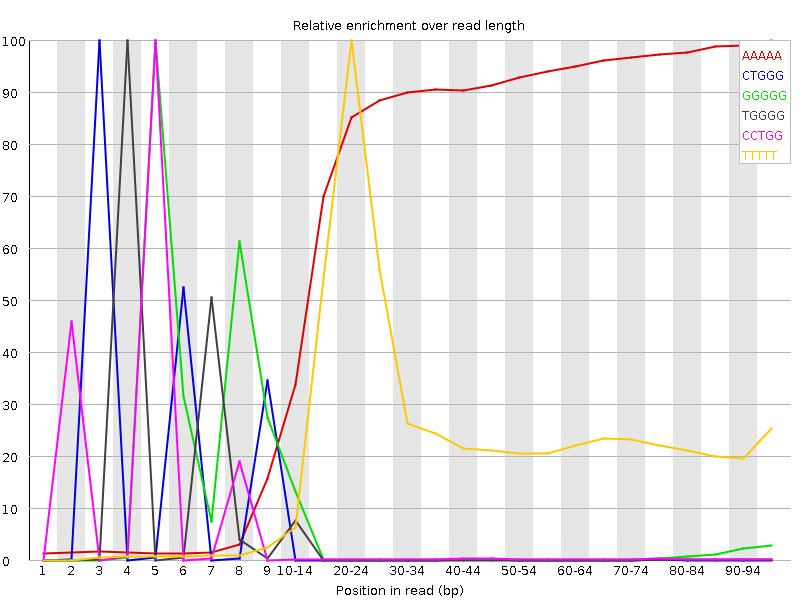 Relative enrichment over read length
100
90
80
70
60
50
40
30
20
10
0
AAAAA
CTGGG
GGGGG
TGGGG
CCTGG
TTTTT
1 2 3 4 5 6 7 8 9 10-14 20-24 30-34 40-44 50-54 60-64 70-74 80-84 90-94
Position in read (bp)